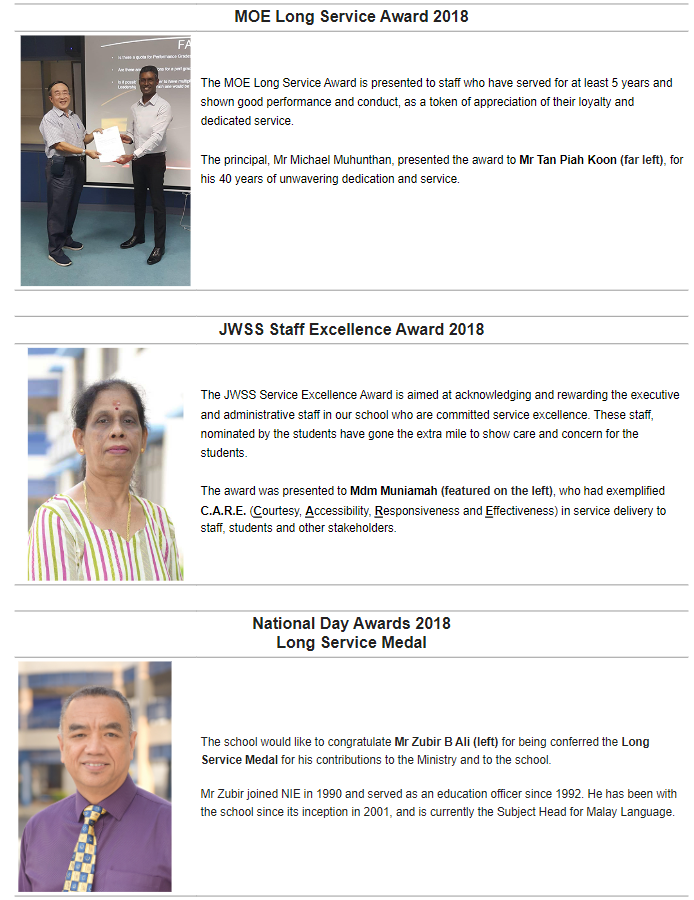 MOE Long Service Award 2018
FA
Is there a quota for Performance Grades
The MOE Long Service Award is presented to staff who have served for at least 5 years and
shown good performance and conduct, as a token of appreciation of their loyalty and
dedicated service.
The principal, Mr Michael Muhunthan, presented the award to Mr Tan Piah Koon (far left), for
his 40 years of unwavering dedication and service.
JWSS Staff Excellence Award 2018
The JWSS Service Excellence Award is aimed at acknowledging and rewarding the executive
and administrative staff in our school who are committed service excellence. These staff,
nominated by the students have gone the extra mile to show care and concern for the
students.
The award was presented to Mdm Muniamah (featured on the left), who had exemplified
C.A.R.E. (Courtesy, Accessibility, Responsiveness and Effectiveness) in service delivery to
staff, students and other stakeholders.
National Day Awards 2018
Long Service Medal
The school would like to congratulate Mr Zubir B Ali (left) for being conferred the Long
Service Medal for his contributions to the Ministry and to the school.
Mr Zubir joined NIE in 1990 and served as an education officer since 1992. He has been with
the school since its inception in 2001, and is currently the Subject Head for Malay Language.